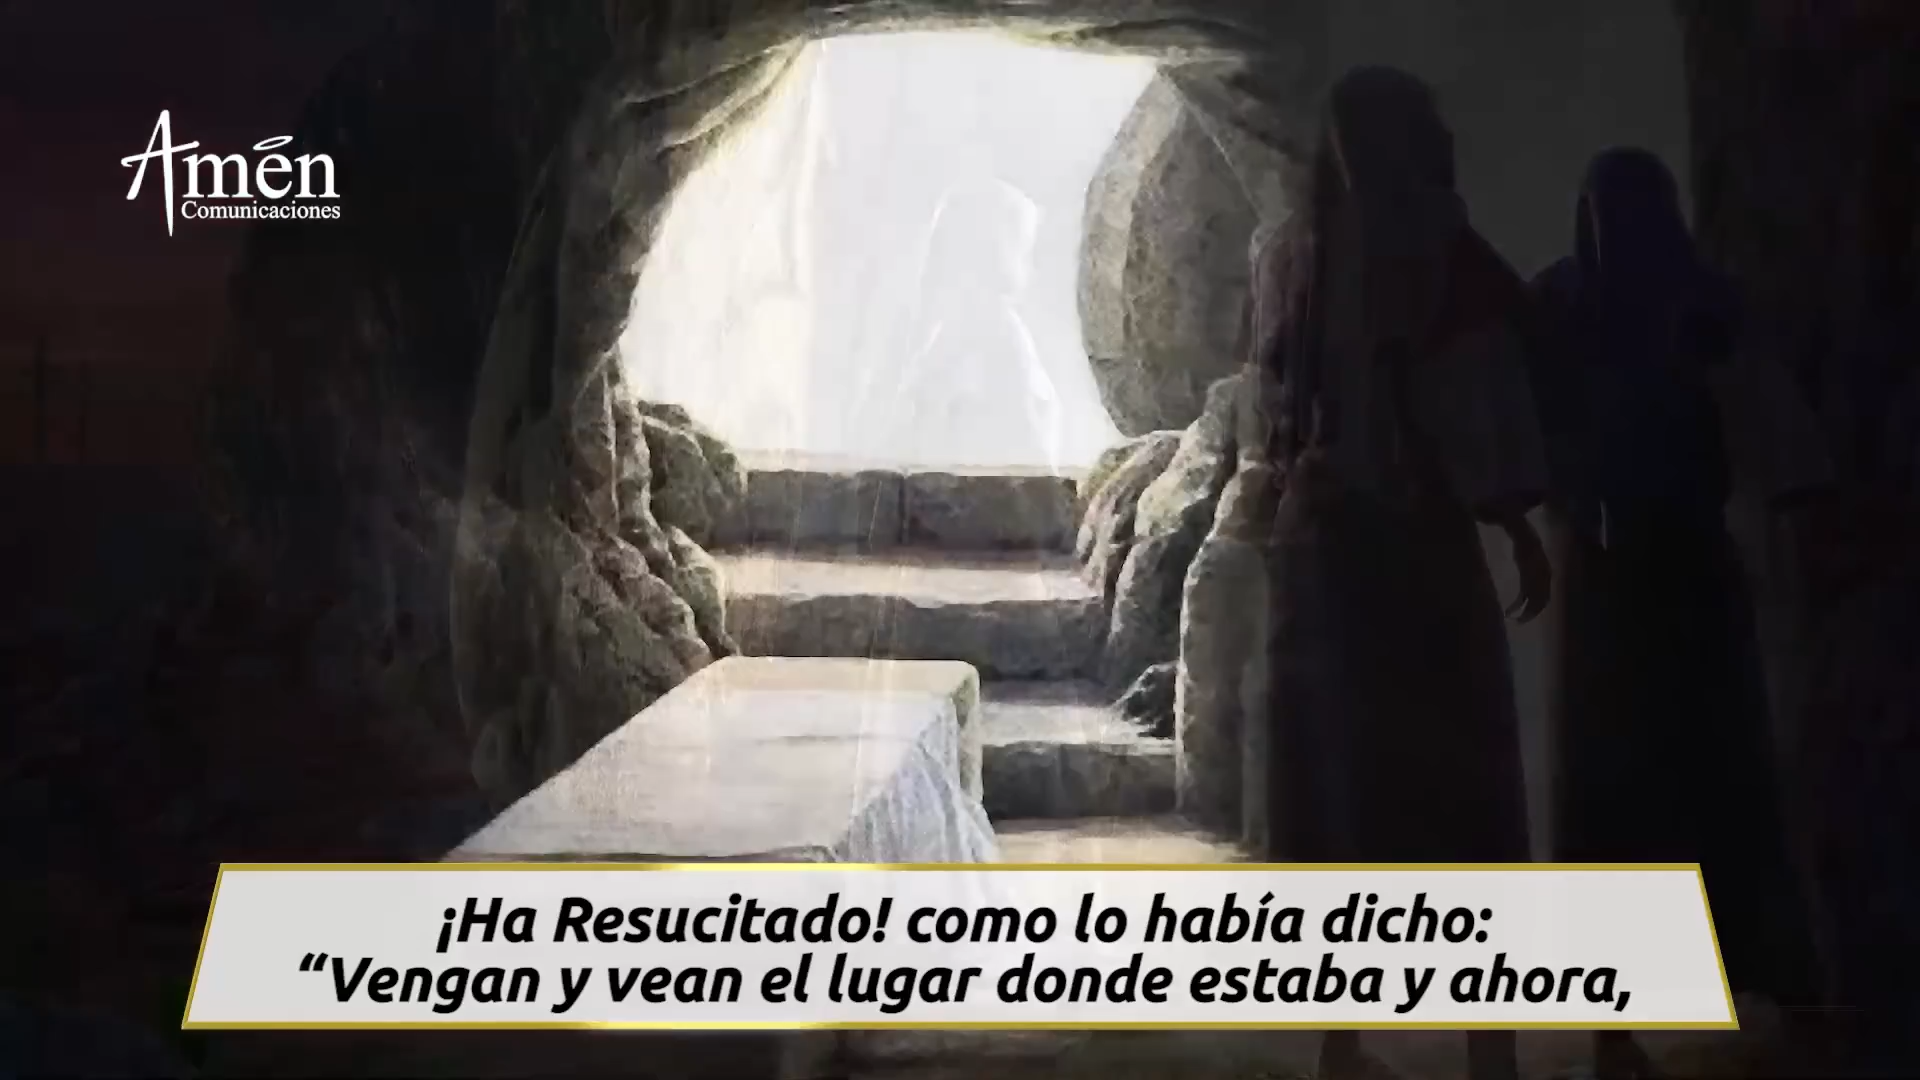 Amén
Comunicaciones
¡Ha Resucitado! como lo había dicho:
“Vengan y vean el lugar donde estaba y ahora,